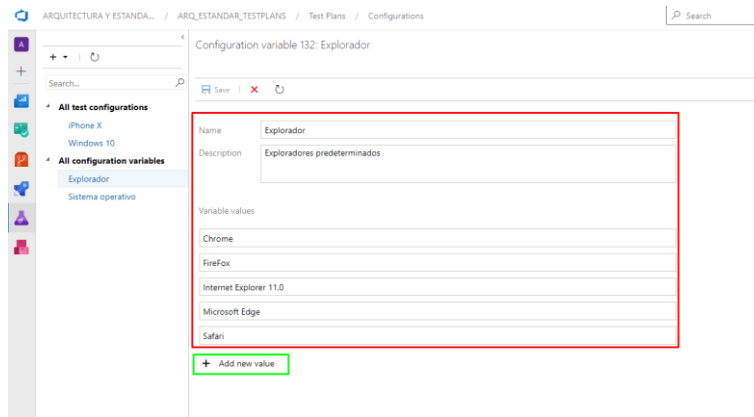 ARQUITECTURA Y ESTANDA... / ARQ_ESTANDAR_TESTPLANS / Test Plans / Configurations
Search
A
Configuration variable 132: Explorador
Search...
Save
All test configurations
iPhone X
Windows 10
All configuration variables
Explorador
Sistema operativo
Name
Explorador
Description
Exploradores predeterminados
Variable values
Chrome
FireFox
Internet Explorer 11.0
Microsoft Edge
Safari
+ Add new value